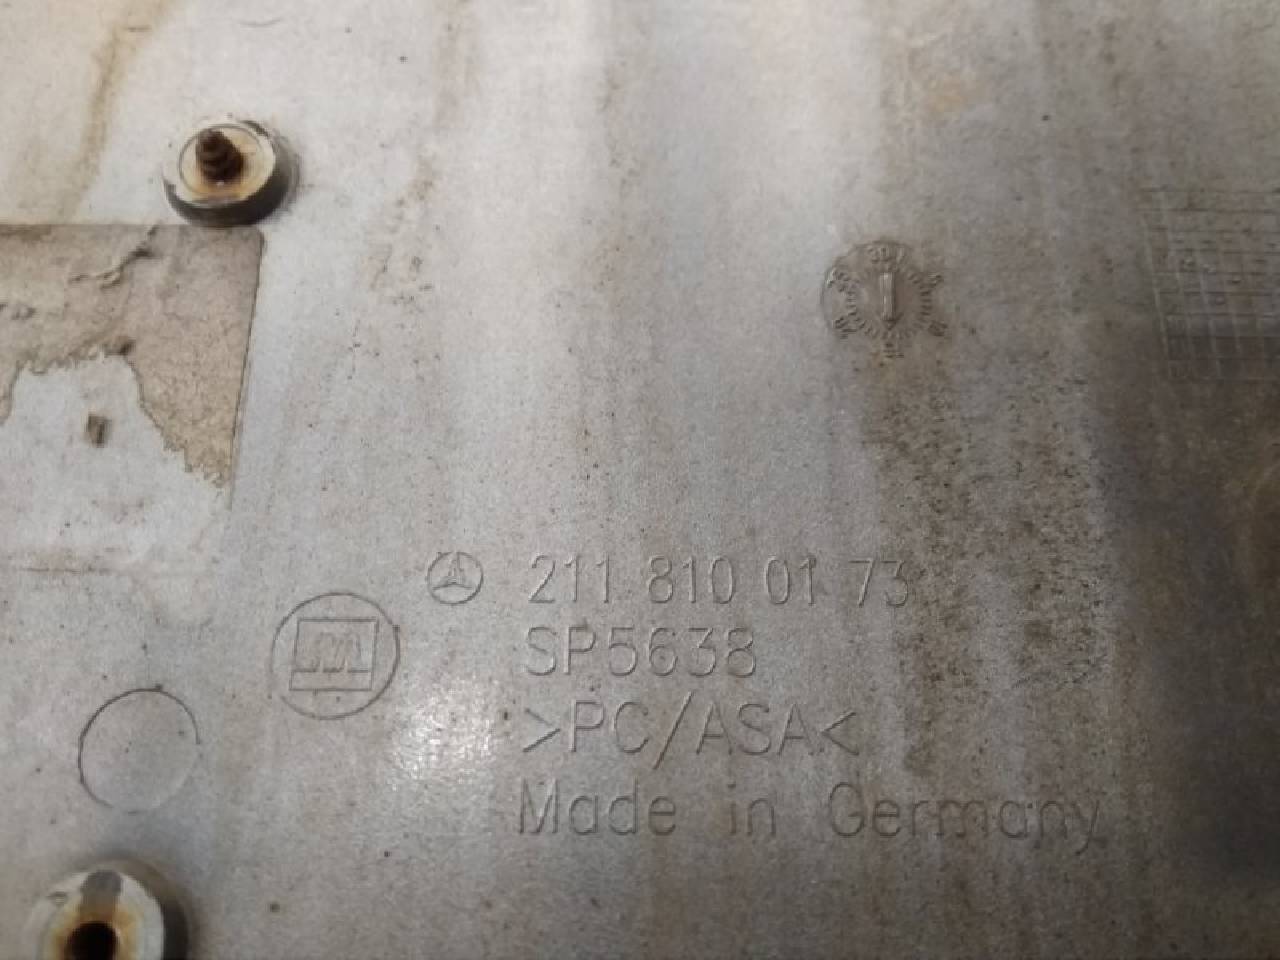 211 810 01 73
SP5638
>PC/ASA<
Made in Germany